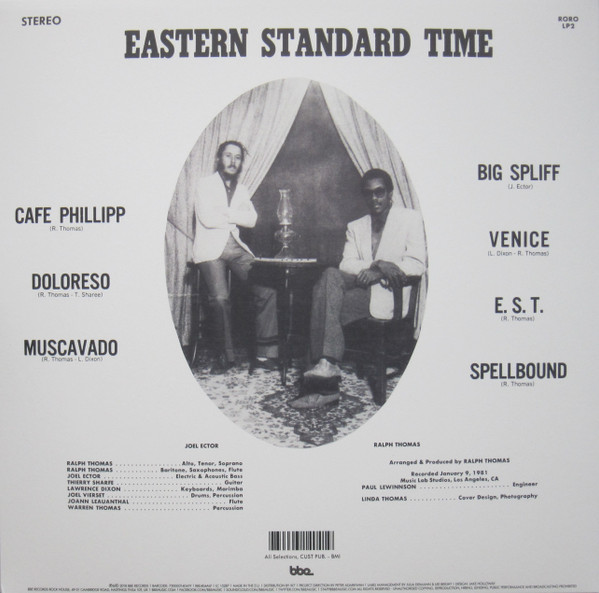 STEREO
RORO
LP2
EASTERN STANDARD TIME
CAFE PHILLIPP
(R. Thomas)
DOLORESO
(R. Thomas - T. Sharee)
MUSCAVADO
(R. Thomas - L. Dixon)
BIG SPLIFF
(J. Ector)
VENICE
(L. Dixon - R. Thomas)
E. S. T.
(R. Thomas)
SPELLBOUND
(R. Thomas)
JOEL ECTOR
RALPH THOMAS
RALPH THOMAS . . . . . . . . . . . . . Alto, Tenor, Soprano
RALPH THOMAS . . . . . . . . Baritone, Saxophones, Flute
JOEL ECTOR . . . . . . . . . . . . . Electric & Acoustic Bass
THIERRY SHARFE . . . . . . . . . . . . . . . . . . . . Guitar
LAWRENCE DIXON . . . . . . . . . . . Keyboards, Marimba
JOEL VIERSET . . . . . . . . . . . . . . Drums, Percussion
JOANN LEAUANTHAL . . . . . . . . . . . . . . . . . . Flute
WARREN THOMAS . . . . . . . . . . . . . . . . Percussion
Arranged & Produced by RALPH THOMAS
Recorded January 9, 1981
Music Lab Studios, Los Angeles, CA
PAUL LEWINNSON . . . . . . . . . . . . . . . . . . Engineer
LINDA THOMAS . . . . . . . . . . Cover Design, Photography
All Selections, CUST PUB. - BMI
bbe